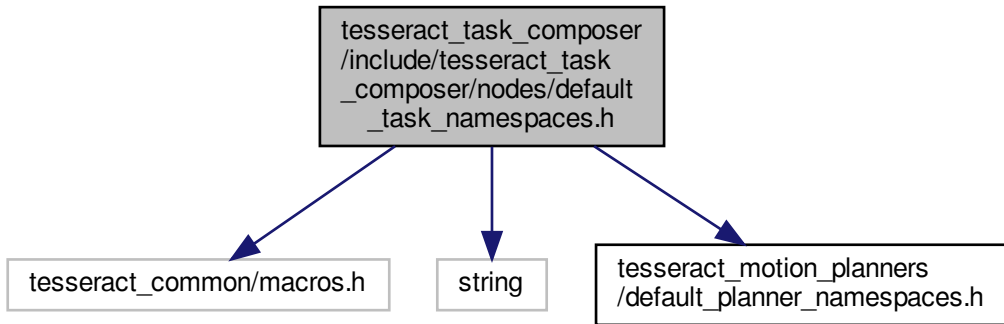 tesseract_task_composer
/include/tesseract_task
_composer/nodes/default
_task_namespaces.h
tesseract_common/macros.h
string
tesseract_motion_planners
/default_planner_namespaces.h